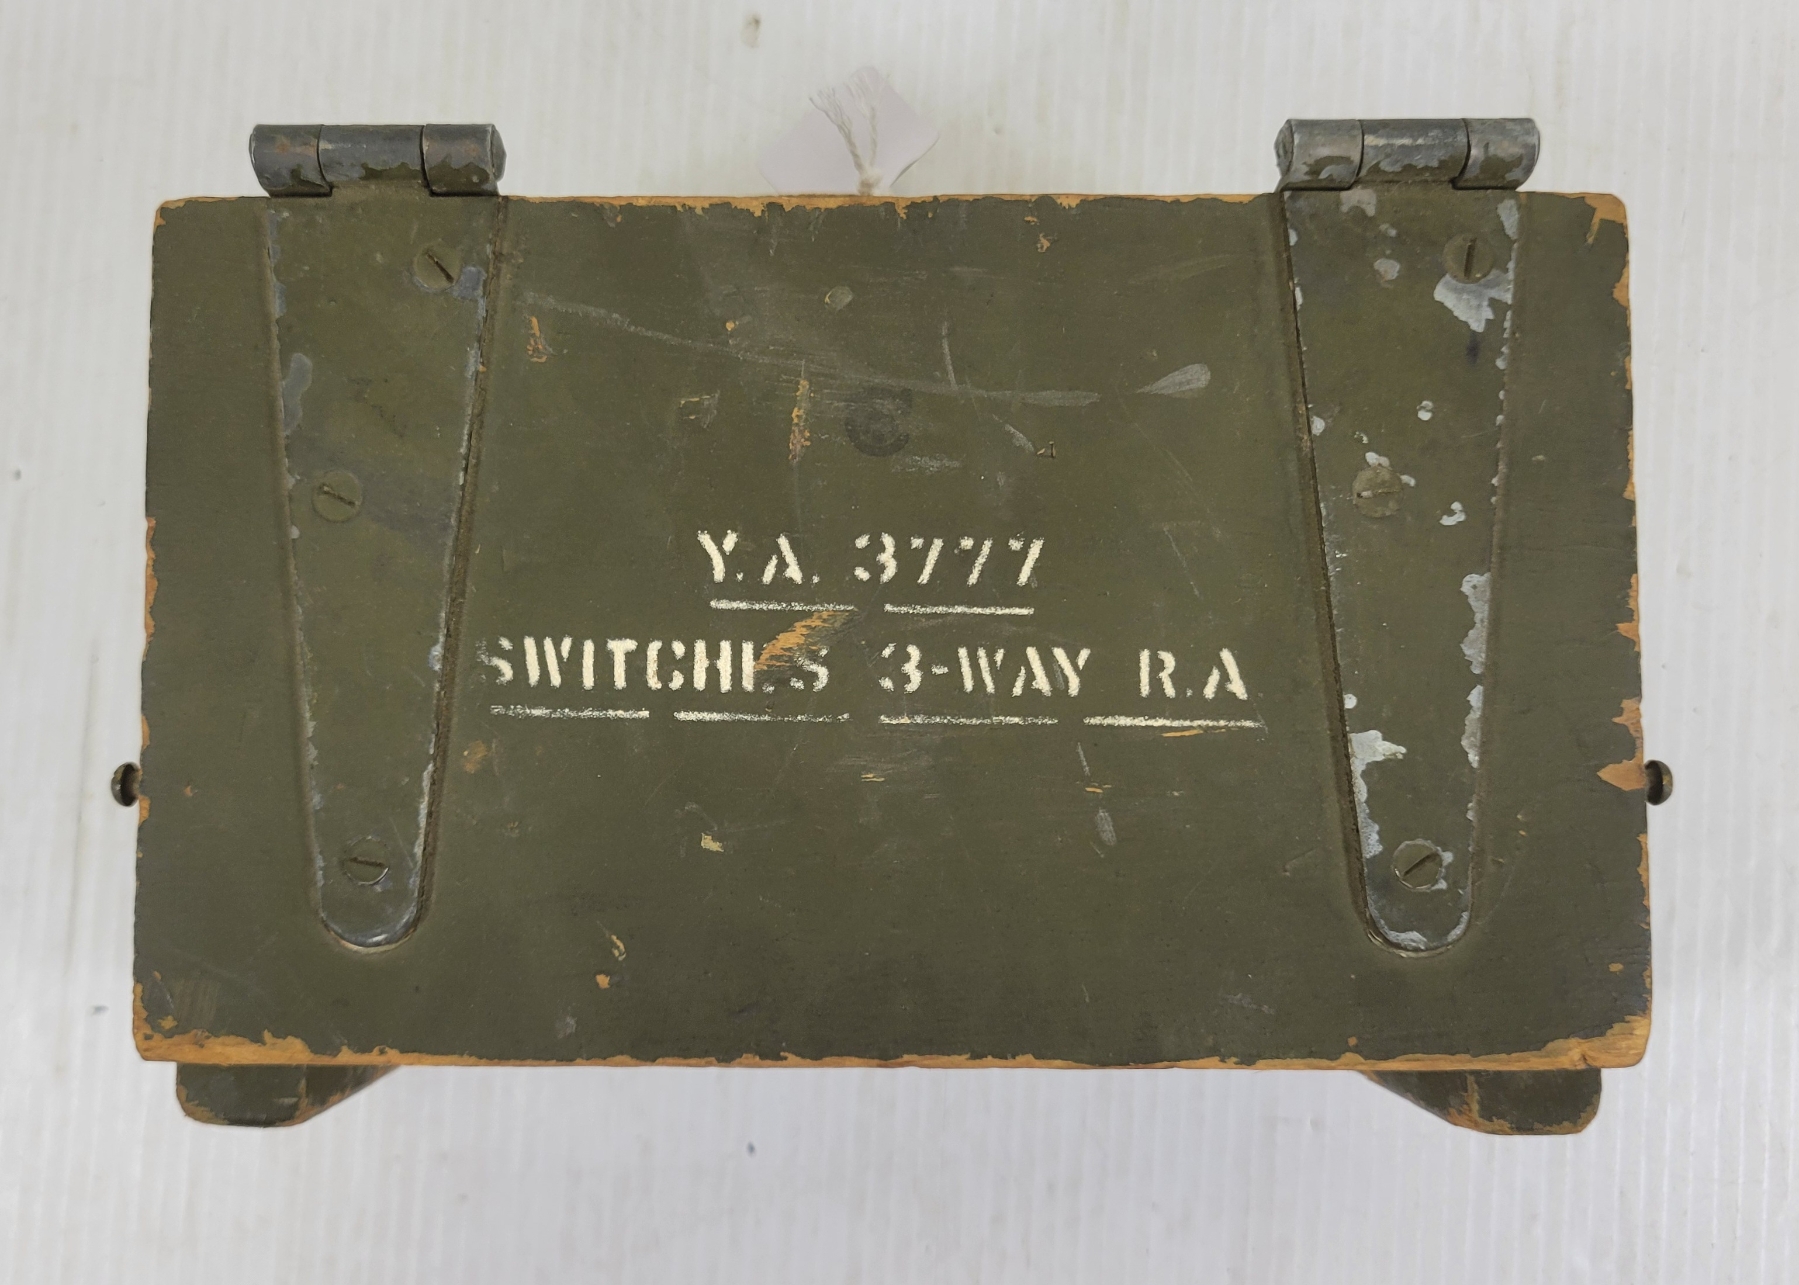 Y.A. 3777
SWITCHES 3-WAY R.A